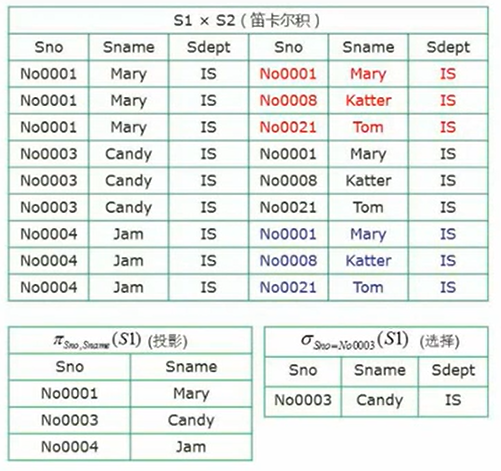 S1 × S2 ( 笛卡尔积 )
Sno Sname Sdept Sno Sname Sdept
No0001 Mary IS No0001 Mary IS
No0001 Mary IS No0008 Katter IS
No0001 Mary IS No0021 Tom IS
No0003 Candy IS No0001 Mary IS
No0003 Candy IS No0008 Katter IS
No0003 Candy IS No0021 Tom IS
No0004 Jam IS No0001 Mary IS
No0004 Jam IS No0008 Katter IS
No0004 Jam IS No0021 Tom IS
π Sno,Sname (S1) (投影)
Sno Sname
No0001 Mary
No0003 Candy
No0004 Jam
σ Sno=No0003 (S1) (选择)
Sno Sname Sdept
No0003 Candy IS